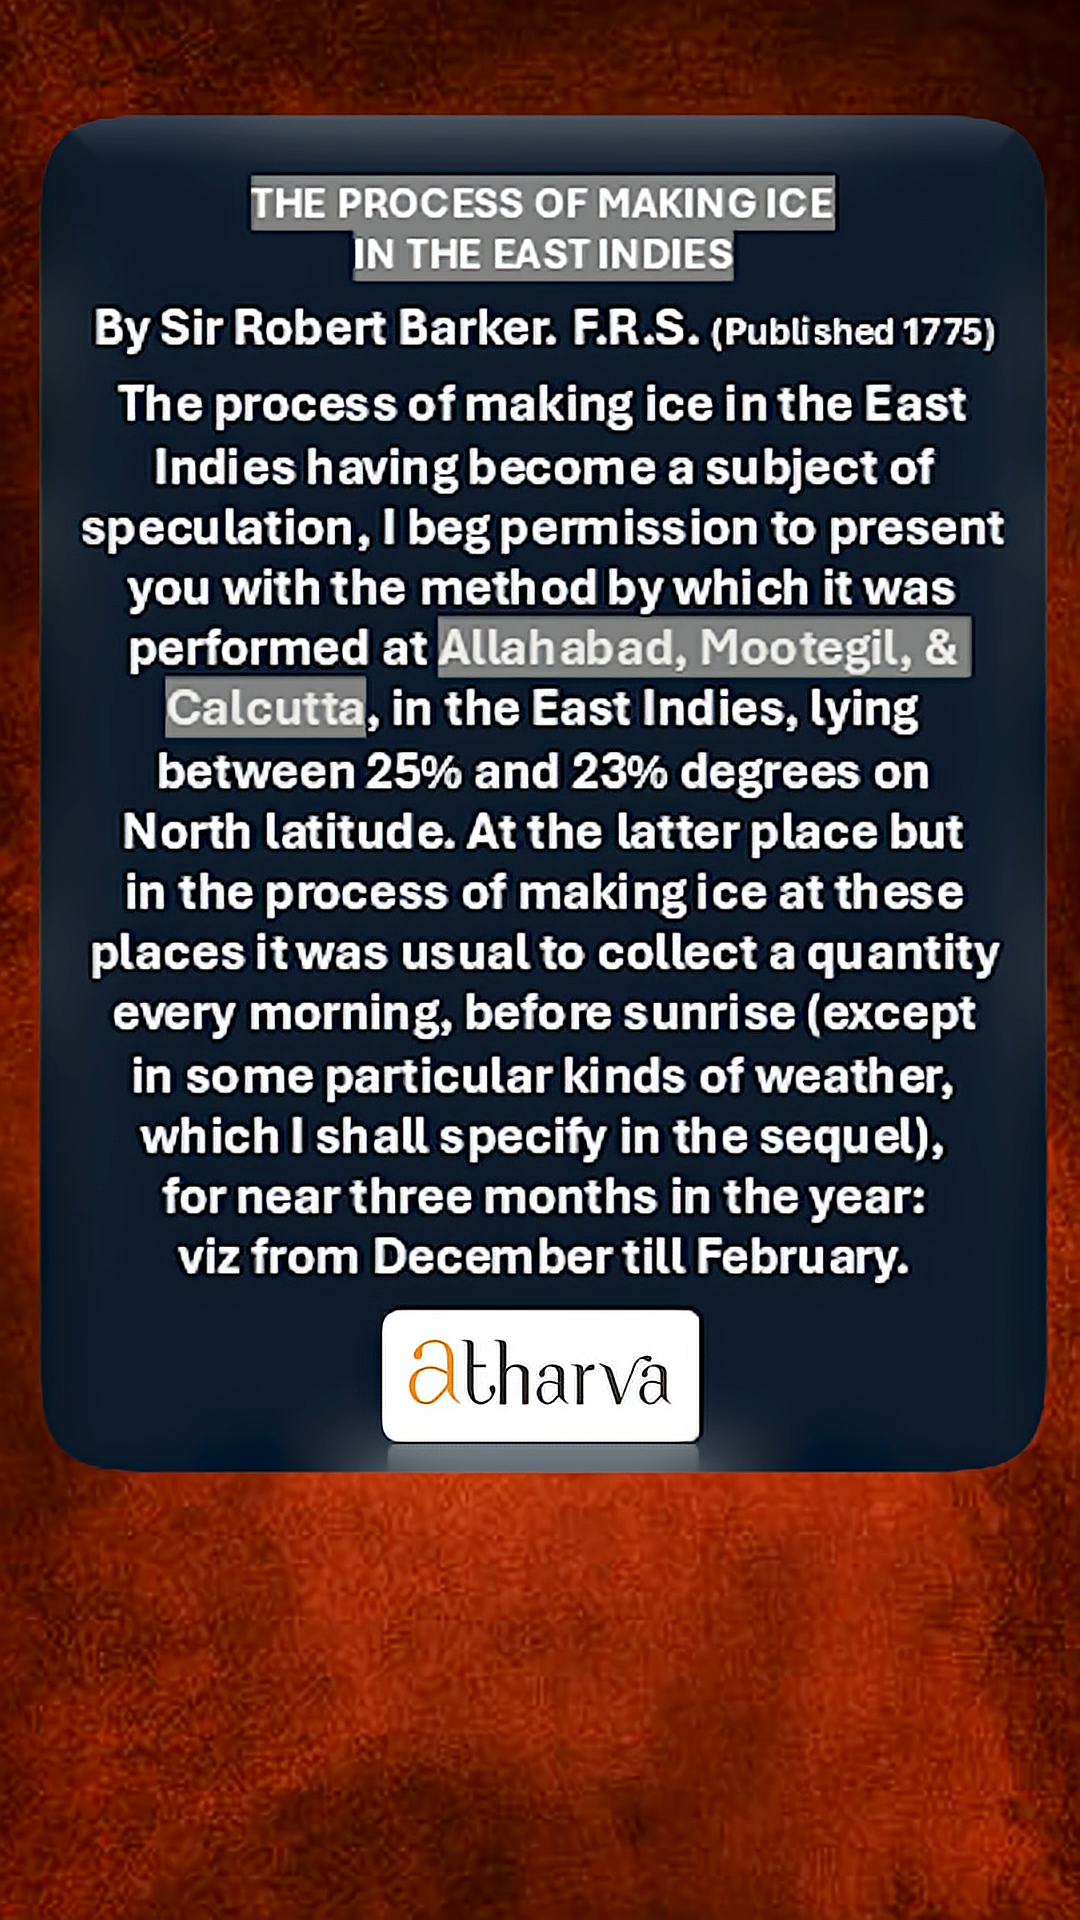 THE PROCESS OF MAKING ICE
IN THE EAST INDIES
By Sir Robert Barker. F.R.S. (Published 1775)
The process of making ice in the East
Indies having become a subject of
speculation, I beg permission to present
you with the method by which it was
performed at Allahabad, Mootegil, &
Calcutta, in the East Indies, lying
between 25% and 23% degrees on
North latitude. At the latter place but
in the process of making ice at these
places it was usual to collect a quantity
every morning, before sunrise (except
in some particular kinds of weather,
which I shall specify in the sequel),
for near three months in the year:
viz from December till February.
atharva